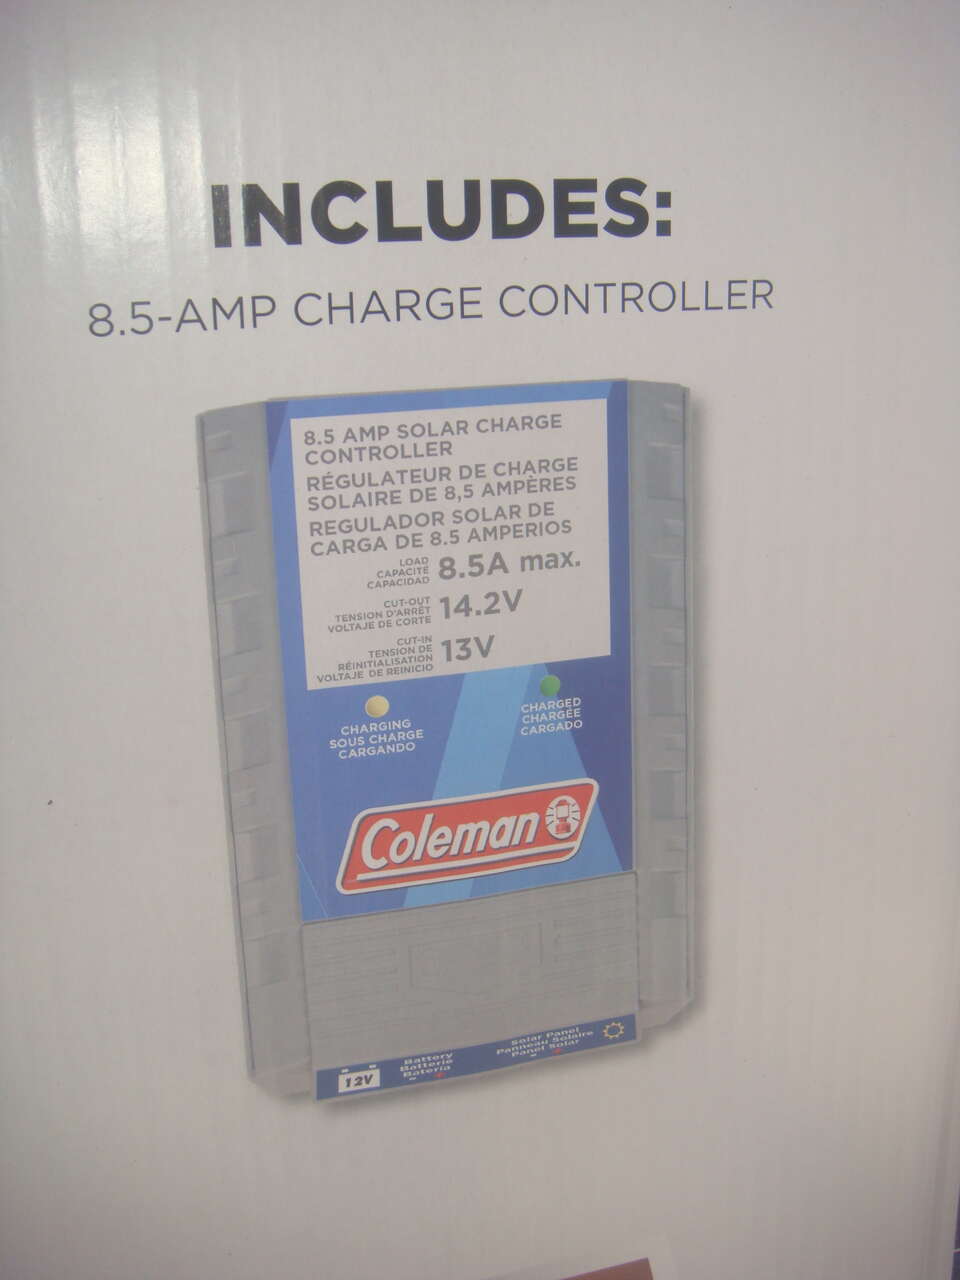 INCLUDES:
8.5-AMP CHARGE CONTROLLER
8.5 AMP SOLAR CHARGE
CONTROLLER
RÉGULATEUR DE CHARGE
SOLAIRE DE 8,5 AMPÈRES
REGULADOR SOLAR DE
CARGA DE 8.5 AMPERIOS
LOAD
CAPACITÉ
CAPACIDAD
8.5A max.
CUT-OUT
TENSION D'ARRÊT
VOLTAJE DE CORTE
14.2V
CUT-IN
TENSION DE
RÉINITIALISATION
VOLTAJE DE REINICIO
13V
CHARGING
SOUS CHARGE
CARGANDO
CHARGED
CHARGÉE
CARGADO
Coleman
12V
Battery
Batterie
Batería
- +
Solar Panel
Panneau Solaire
Panel Solar
- +